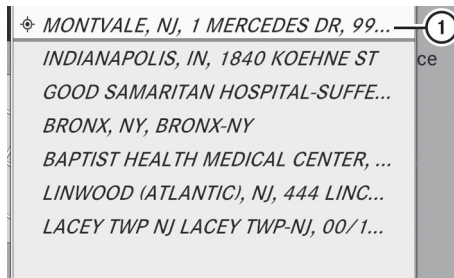 MONTVALE, NJ, 1 MERCEDES DR, 99... 1
INDIANAPOLIS, IN, 1840 KOEHNE ST ce
GOOD SAMARITAN HOSPITAL-SUFFE...
BRONX, NY, BRONX-NY
BAPTIST HEALTH MEDICAL CENTER, ...
LINWOOD (ATLANTIC), NJ, 444 LINC...
LACEY TWP NJ LACEY TWP-NJ, 00/1...